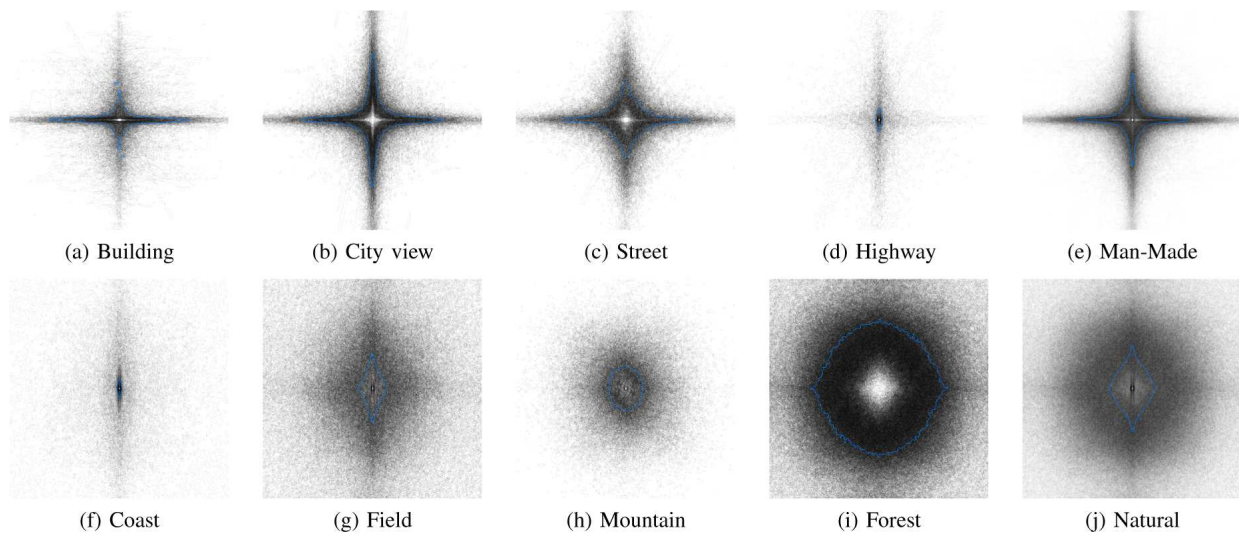 (a) Building (b) City view (c) Street (d) Highway (e) Man-Made
(f) Coast (g) Field (h) Mountain (i) Forest (j) Natural